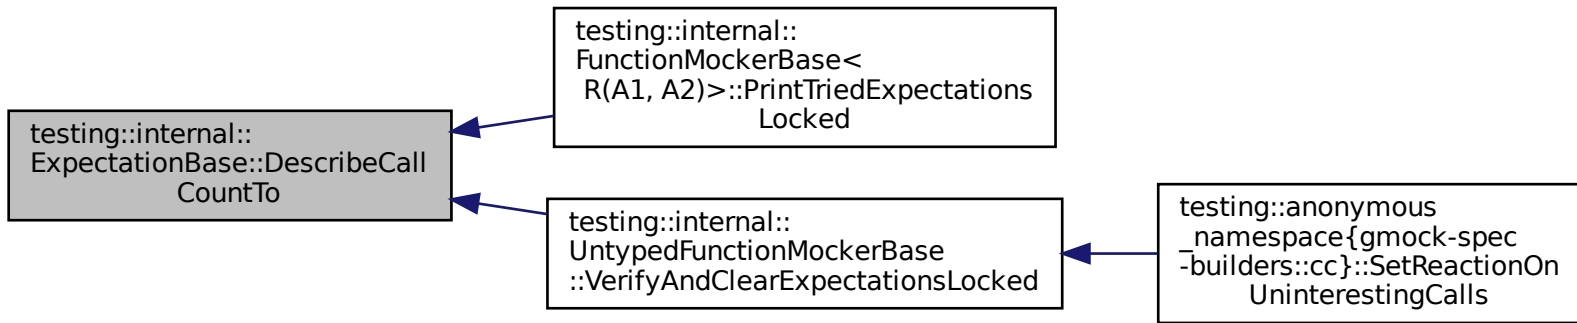 testing::internal::
FunctionMockerBase<
R(A1, A2)>::PrintTriedExpectations
Locked
testing::internal::
ExpectationBase::DescribeCall
CountTo
testing::internal::
UntypedFunctionMockerBase
::VerifyAndClearExpectationsLocked
testing::anonymous
_namespace{gmock-spec
-builders::cc}::SetReactionOn
UninterestingCalls